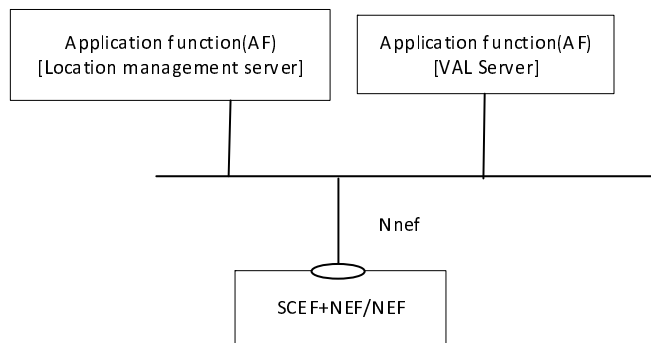 Application function(AF)
[Location management server]
Application function(AF)
[VAL Server]
Nnef
SCEF+NEF/NEF